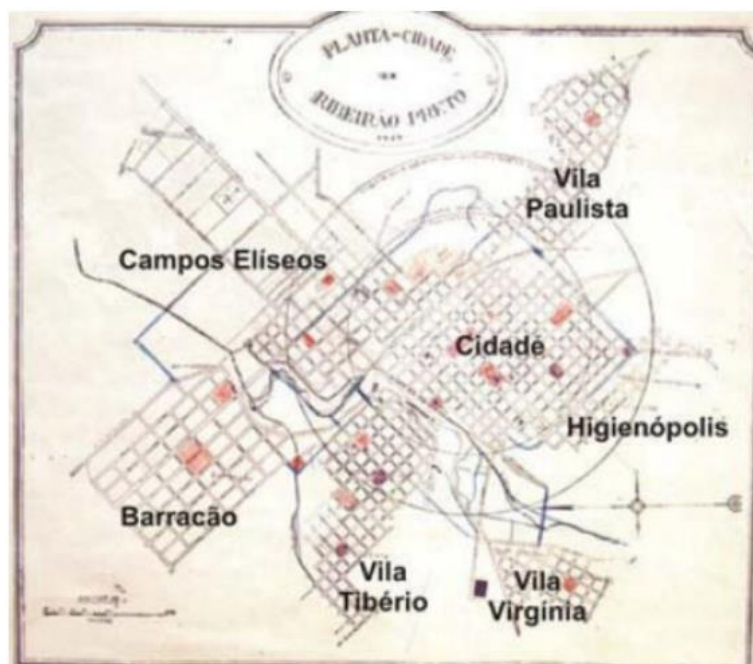 PLANTA-CIDADE
RIBEIRÃO PRETO
Vila
Paulista
Campos Elíseos
Cidade
Higienópolis
Barracão
Vila
Tibério
Vila
Virgínia